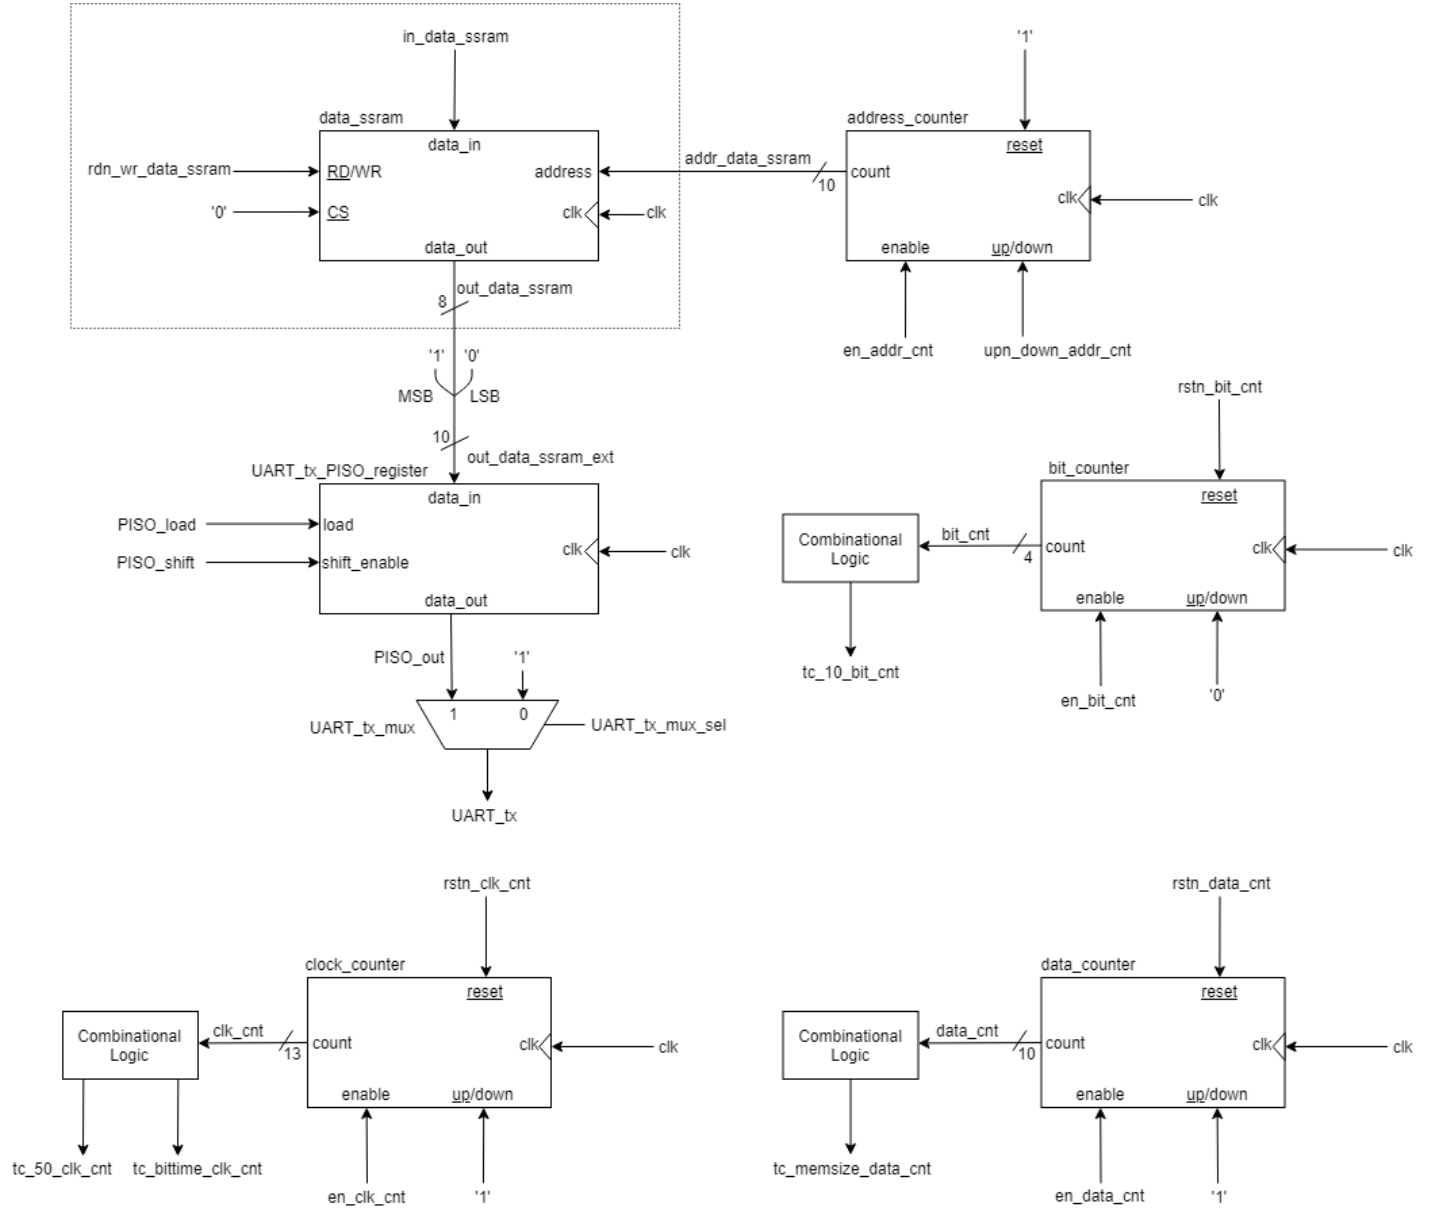 in_data_ssram
data_ssram
data_in
rdn_wr_data_ssram
RD/WR
address
'0'
CS
clk
clk
data_out
out_data_ssram
8
'1'
'0'
MSB
LSB
10
out_data_ssram_ext
'1'
address_counter
reset
addr_data_ssram
10
count
clk
clk
enable
up/down
en_addr_cnt
upn_down_addr_cnt
UART_tx_PISO_register
data_in
PISO_load
load
PISO_shift
shift_enable
clk
clk
data_out
PISO_out
'1'
1
0
UART_tx_mux
UART_tx_mux_sel
UART_tx
rstn_bit_cnt
bit_counter
reset
Combinational
Logic
bit_cnt
4
count
clk
clk
enable
up/down
tc_10_bit_cnt
en_bit_cnt
'0'
rstn_clk_cnt
clock_counter
reset
Combinational
Logic
clk_cnt
13
count
clk
clk
enable
up/down
tc_50_clk_cnt
tc_bittime_clk_cnt
en_clk_cnt
'1'
rstn_data_cnt
data_counter
reset
Combinational
Logic
data_cnt
10
count
clk
clk
enable
up/down
tc_memsize_data_cnt
en_data_cnt
'1'